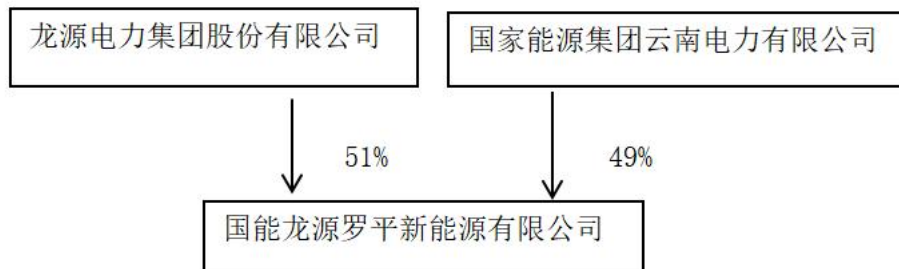 龙源电力集团股份有限公司
国家能源集团云南电力有限公司
51%
49%
国能龙源罗平新能源有限公司